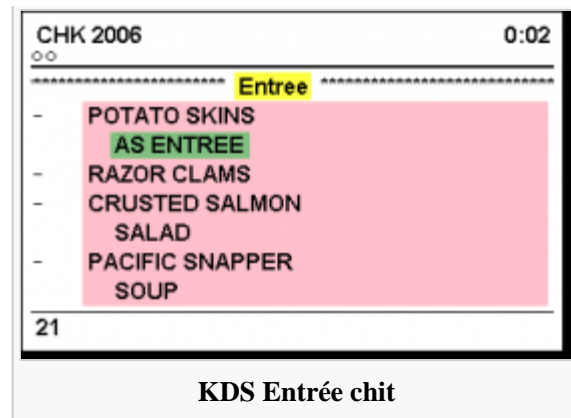 CHK 2006 0:02
oo
*********************** Entree ***************************
- POTATO SKINS
AS ENTREE
- RAZOR CLAMS
- CRUSTED SALMON
SALAD
- PACIFIC SNAPPER
SOUP
21
KDS Entrée chit